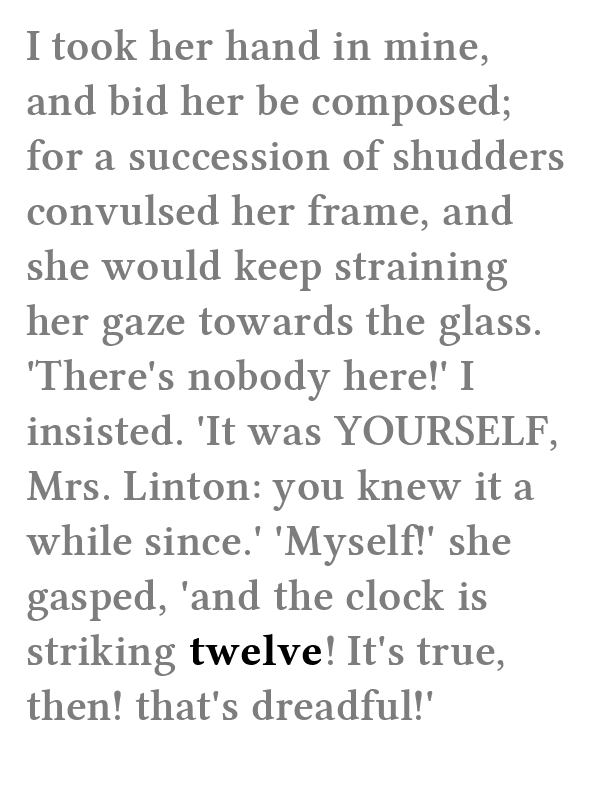 I took her hand in mine,
and bid her be composed;
for a succession of shudders
convulsed her frame, and
she would keep straining
her gaze towards the glass.
'There's nobody here!' I
insisted. 'It was YOURSELF,
Mrs. Linton: you knew it a
while since.' 'Myself!' she
gasped, 'and the clock is
striking twelve! It's true,
then! that's dreadful!'